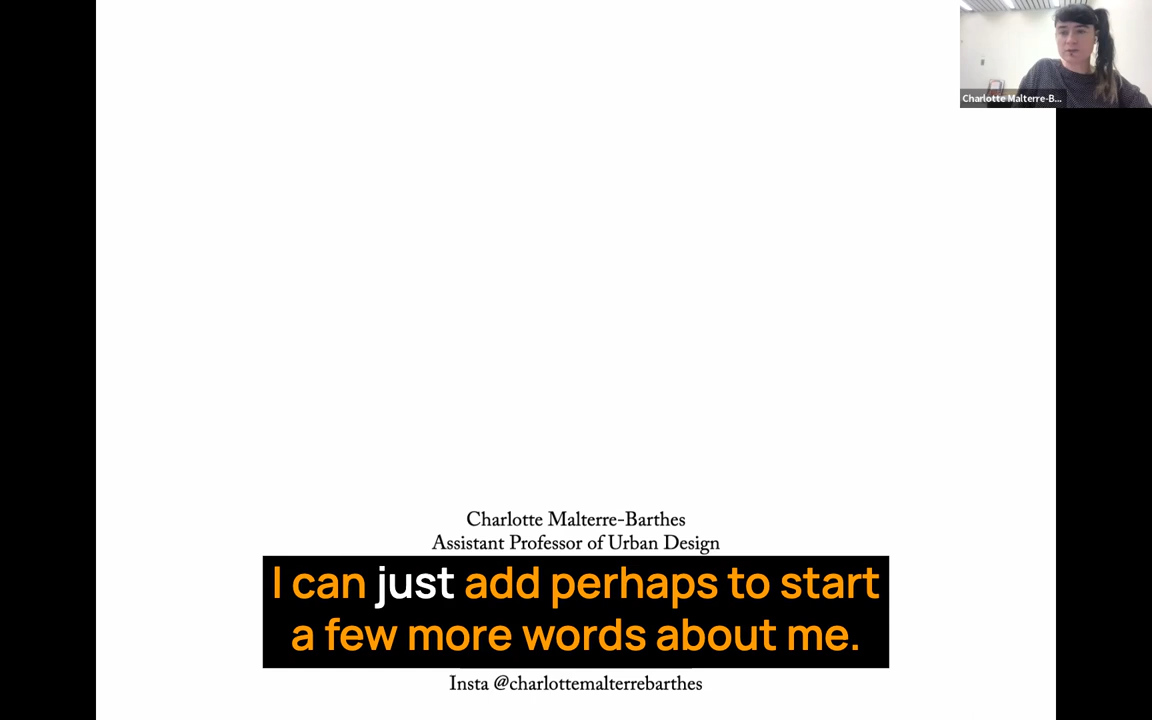 Charlotte Malterre-B...
Charlotte Malterre-Barthes
Assistant Professor of Urban Design
I can just add perhaps to start
a few more words about me.
Insta @charlottemalterrebarthes